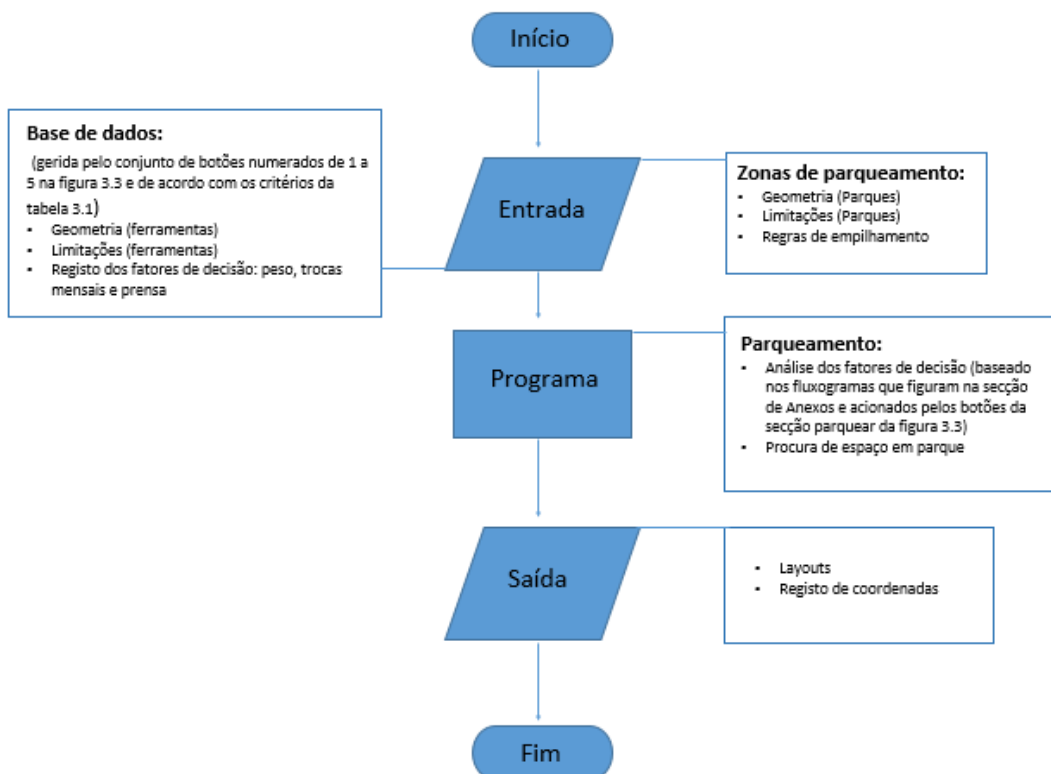 Início
Base de dados:
(gerida pelo conjunto de botões numerados de 1 a
5 na figura 3.3 e de acordo com os critérios da
tabela 3.1)
▪ Geometria (ferramentas)
▪ Limitações (ferramentas)
▪ Registo dos fatores de decisão: peso, trocas
mensais e prensa
Entrada
Zonas de parqueamento:
▪ Geometria (Parques)
▪ Limitações (Parques)
▪ Regras de empilhamento
Programa
Parqueamento:
▪ Análise dos fatores de decisão (baseado
nos fluxogramas que figuram na secção
de Anexos e acionados pelos botões da
secção parquear da figura 3.3)
▪ Procura de espaço em parque
Saída
▪ Layouts
▪ Registo de coordenadas
Fim